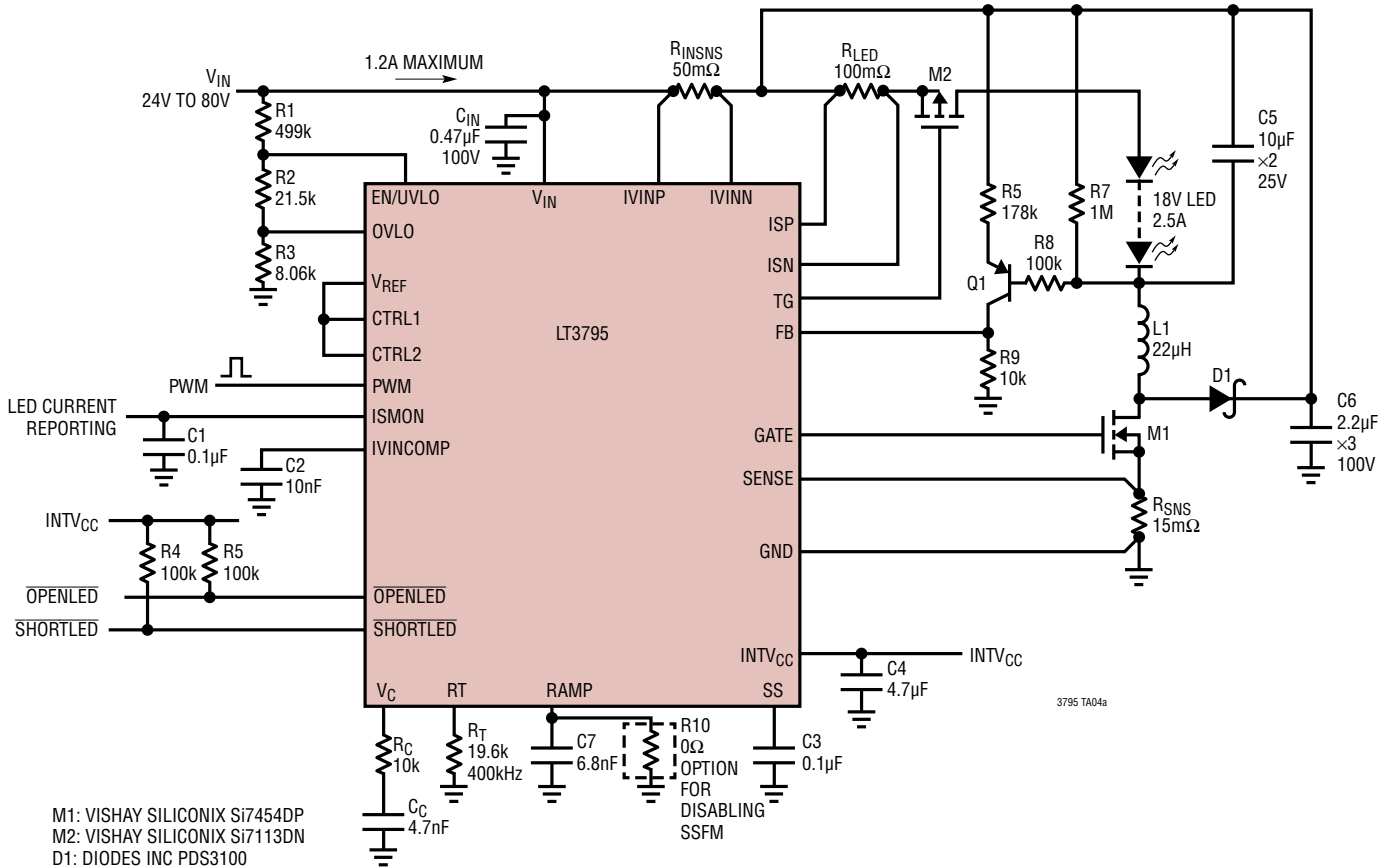 1.2A MAXIMUM
V_IN
24V TO 80V
R1
499k
R2
21.5k
R3
8.06k
C_IN
0.47µF
100V
R_INSNS
50mΩ
R_LED
100mΩ
M2
R5
178k
R7
1M
R8
100k
Q1
18V LED
2.5A
C5
10µF
×2
25V
L1
22µH
D1
C6
2.2µF
×3
100V
M1
R9
10k
R_SNS
15mΩ
EN/UVLO
V_IN
IVINP
IVINN
OVLO
V_REF
CTRL1
CTRL2
PWM
ISMON
IVINCOMP
OPENLED
SHORTLED
LT3795
ISP
ISN
TG
FB
GATE
SENSE
GND
INTV_CC
V_C
RT
RAMP
SS
PWM
LED CURRENT
REPORTING
C1
0.1µF
C2
10nF
INTV_CC
R4
100k
R5
100k
OPENLED
SHORTLED
INTV_CC
C4
4.7µF
3795 TA04a
R_C
10k
C_C
4.7nF
R_T
19.6k
400kHz
C7
6.8nF
R10
0Ω
OPTION
FOR
DISABLING
SSFM
C3
0.1µF
M1: VISHAY SILICONIX Si7454DP
M2: VISHAY SILICONIX Si7113DN
D1: DIODES INC PDS3100